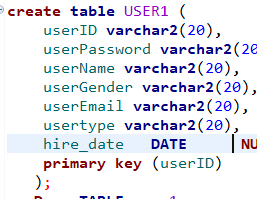 create table USER1 (
userID varchar2(20),
userPassword varchar2(20
userName varchar2(20),
userGender varchar2(20),
userEmail varchar2(20),
usertype varchar2(20),
hire_date DATE NU
primary key (userID)
);